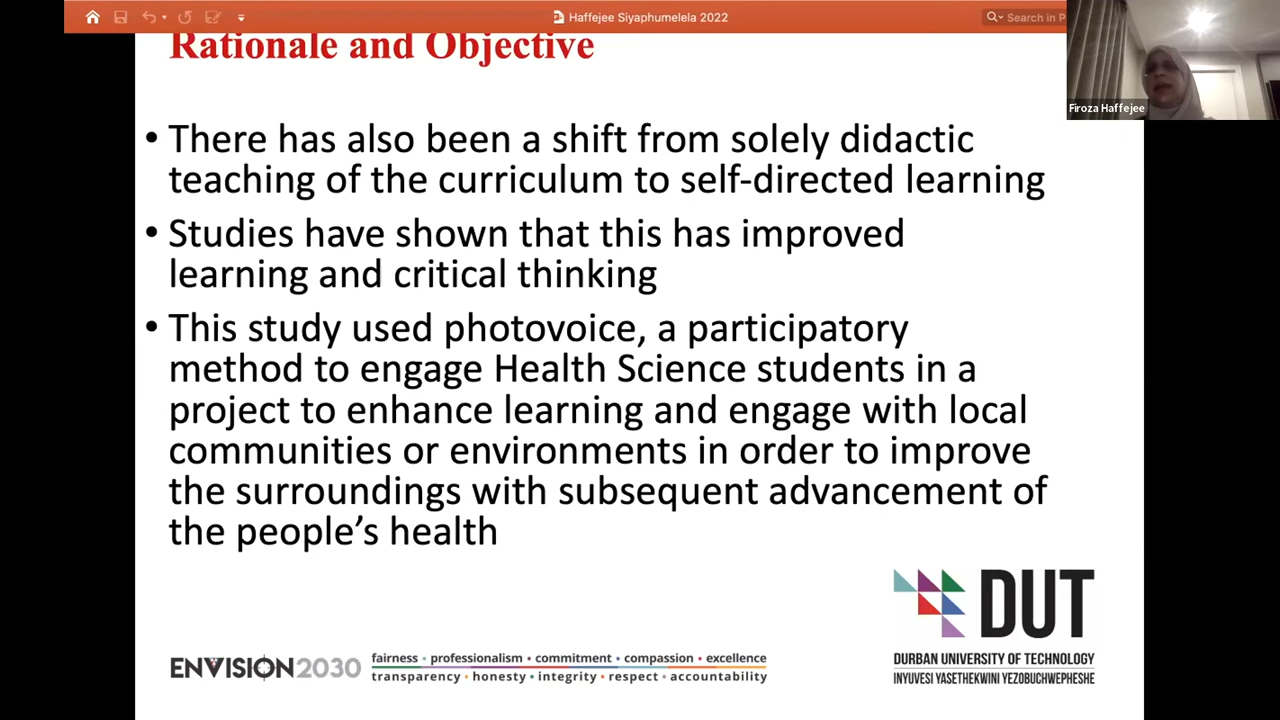 Haffejee Siyaphumelela 2022
Search in P
Firoza Haffejee
Rationale and Objective
• There has also been a shift from solely didactic
teaching of the curriculum to self-directed learning
• Studies have shown that this has improved
learning and critical thinking
• This study used photovoice, a participatory
method to engage Health Science students in a
project to enhance learning and engage with local
communities or environments in order to improve
the surroundings with subsequent advancement of
the people’s health
DUT
DURBAN UNIVERSITY OF TECHNOLOGY
INYUVESI YASETHEKWINI YEZOBUCHWEPHESHE
ENVISION2030
fairness • professionalism • commitment • compassion • excellence
transparency • honesty • integrity • respect • accountability